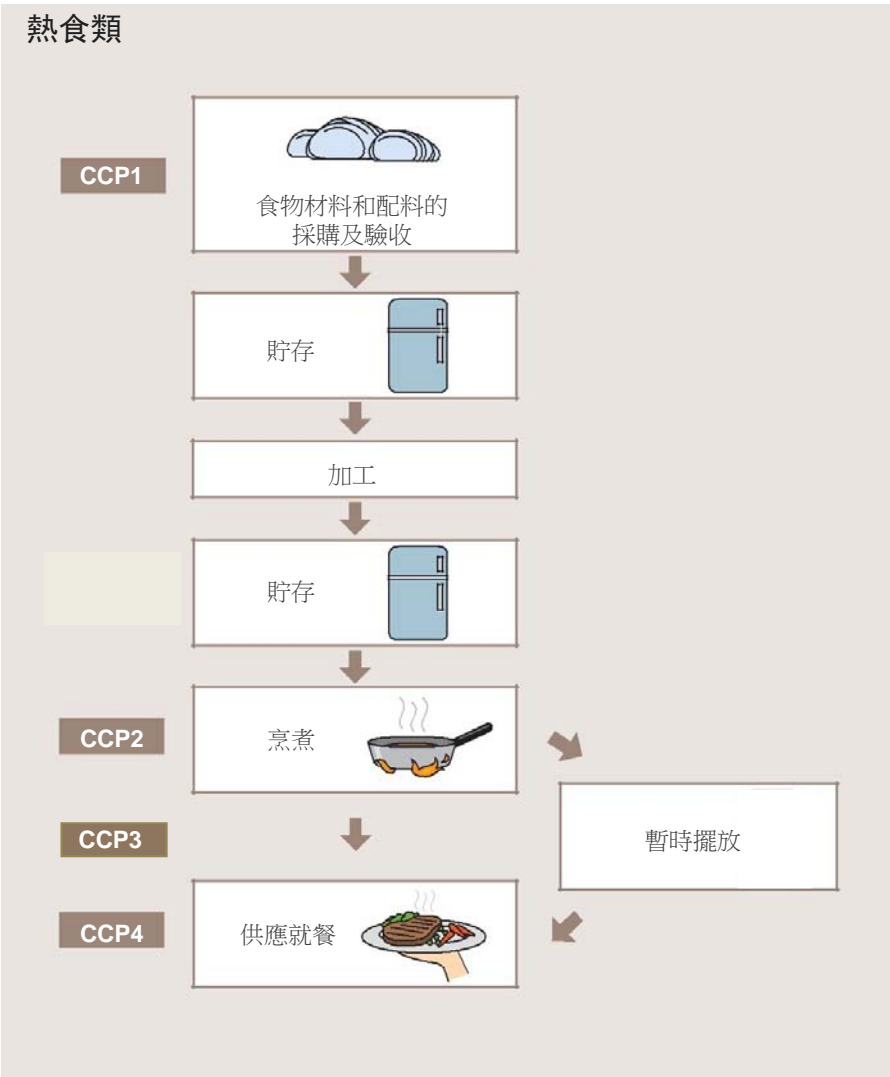 熱食類
CCP1
食物材料和配料的
採購及驗收
貯存
加工
貯存
CCP2
烹煮
CCP3
暫時擺放
CCP4
供應就餐